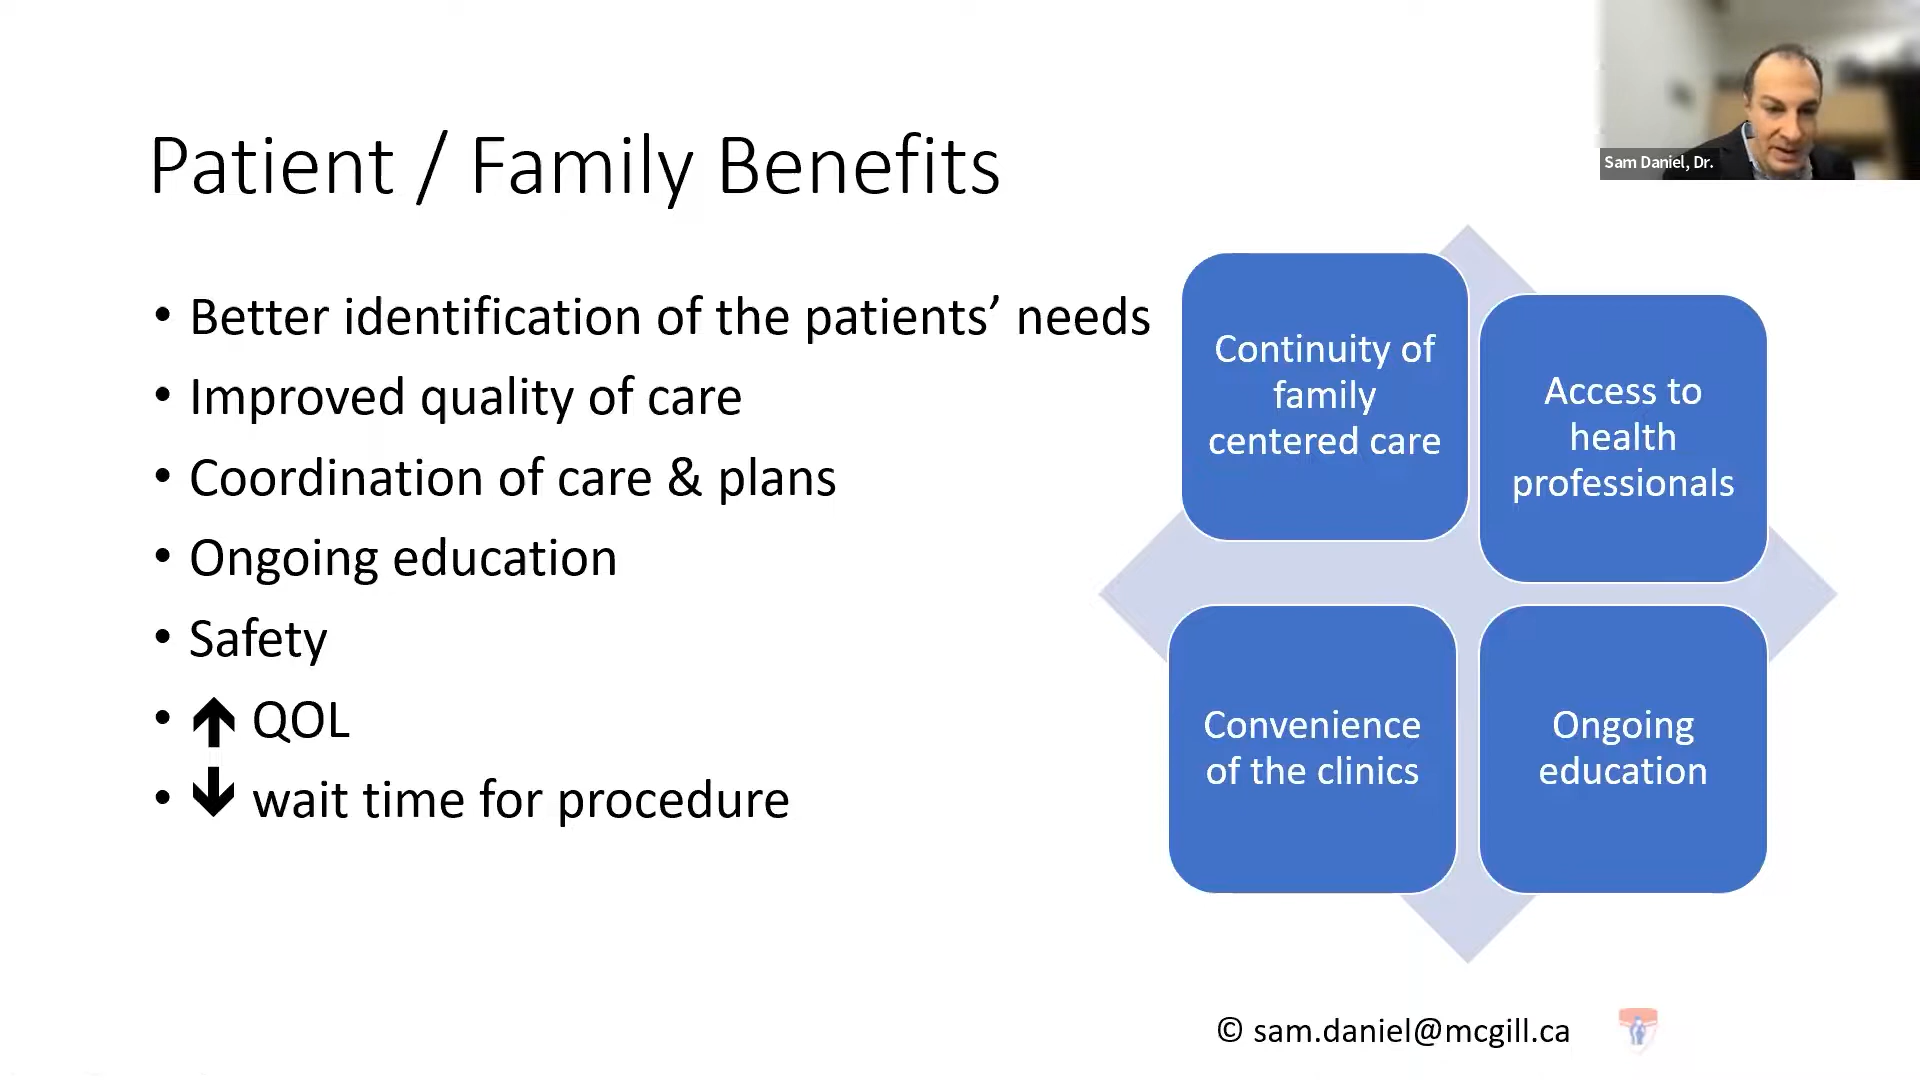 Sam Daniel, Dr.
Patient / Family Benefits
• Better identification of the patients’ needs
• Improved quality of care
• Coordination of care & plans
• Ongoing education
• Safety
• 🡅 QOL
• 🡇 wait time for procedure
Continuity of
family
centered care
Access to
health
professionals
Convenience
of the clinics
Ongoing
education
© sam.daniel@mcgill.ca